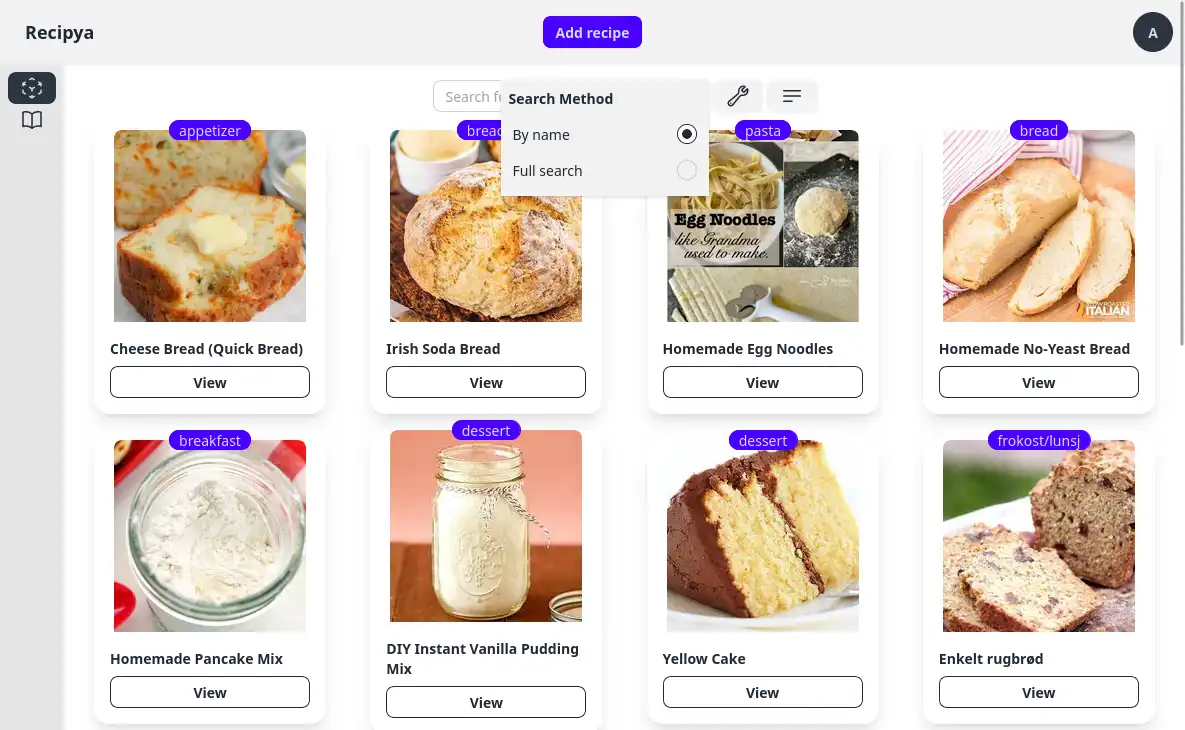 Recipya
Add recipe
A
Search f
Search Method
By name
Full search
appetizer
Cheese Bread (Quick Bread)
View
Irish Soda Bread
View
pasta
Egg Noodles
like Grandma
used to make.
Homemade Egg Noodles
View
bread
ITALIAN
Homemade No-Yeast Bread
View
breakfast
Homemade Pancake Mix
View
dessert
DIY Instant Vanilla Pudding
Mix
View
dessert
Yellow Cake
View
frokost/lunsj
Enkelt rugbrød
View